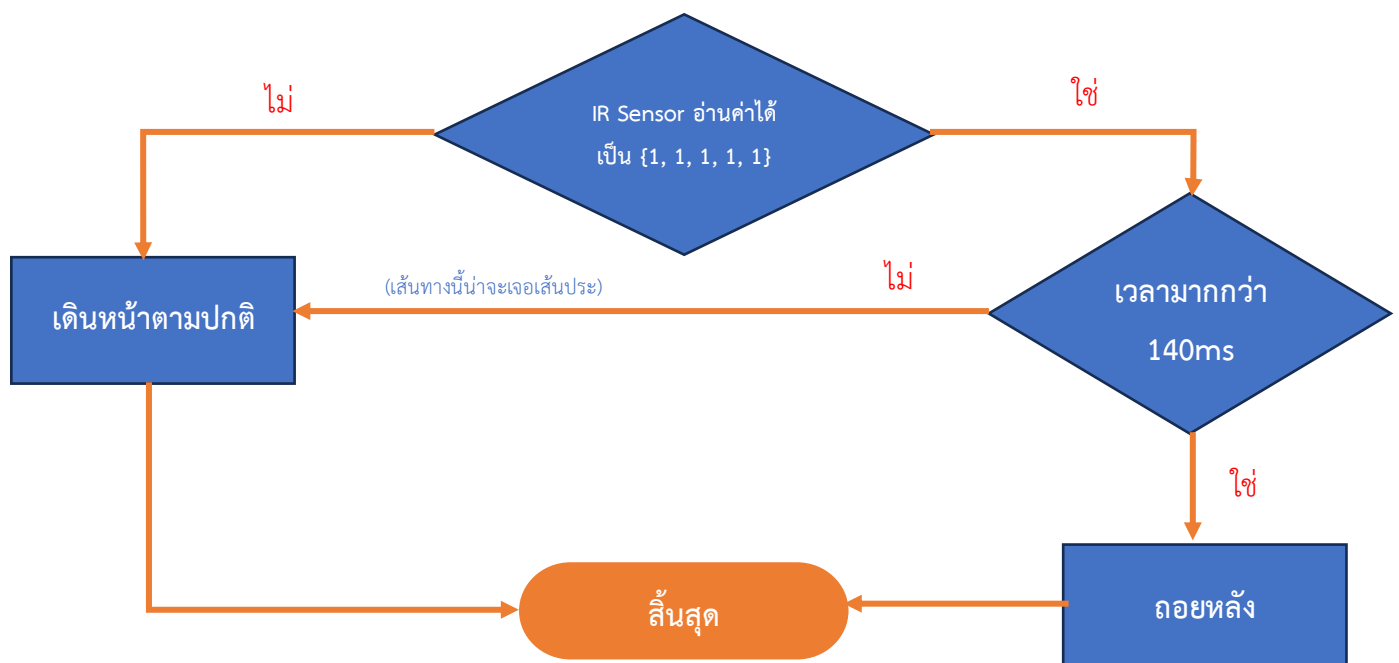 ไม่
ใช่
IR Sensor อ่านค่าได้
เป็น {1, 1, 1, 1, 1}
(เส้นทางนี้น่าจะเจอเส้นประ)
ไม่
เดินหน้าตามปกติ
เวลามากกว่า
140ms
ใช่
สิ้นสุด
ถอยหลัง